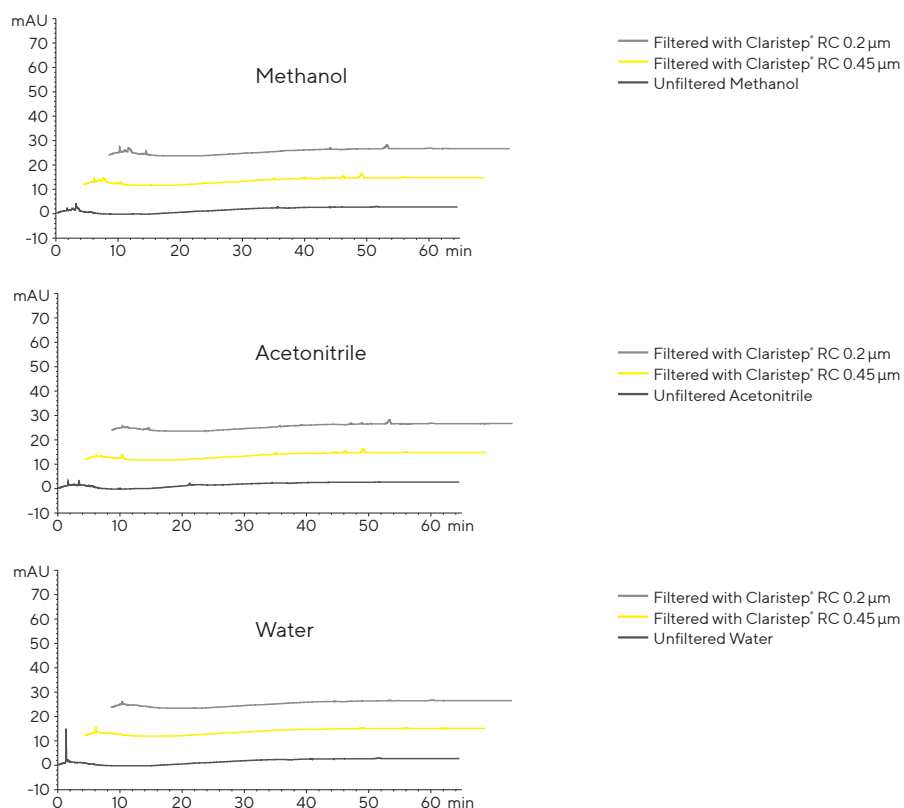 mAU
70
60
50
40
30
20
10
0
-10
0 10 20 30 40 50 60 min
Methanol
Filtered with Claristep® RC 0.2 µm
Filtered with Claristep® RC 0.45 µm
Unfiltered Methanol
mAU
70
60
50
40
30
20
10
0
-10
0 10 20 30 40 50 60 min
Acetonitrile
Filtered with Claristep® RC 0.2 µm
Filtered with Claristep® RC 0.45 µm
Unfiltered Acetonitrile
mAU
70
60
50
40
30
20
10
0
-10
0 10 20 30 40 50 60 min
Water
Filtered with Claristep® RC 0.2 µm
Filtered with Claristep® RC 0.45 µm
Unfiltered Water